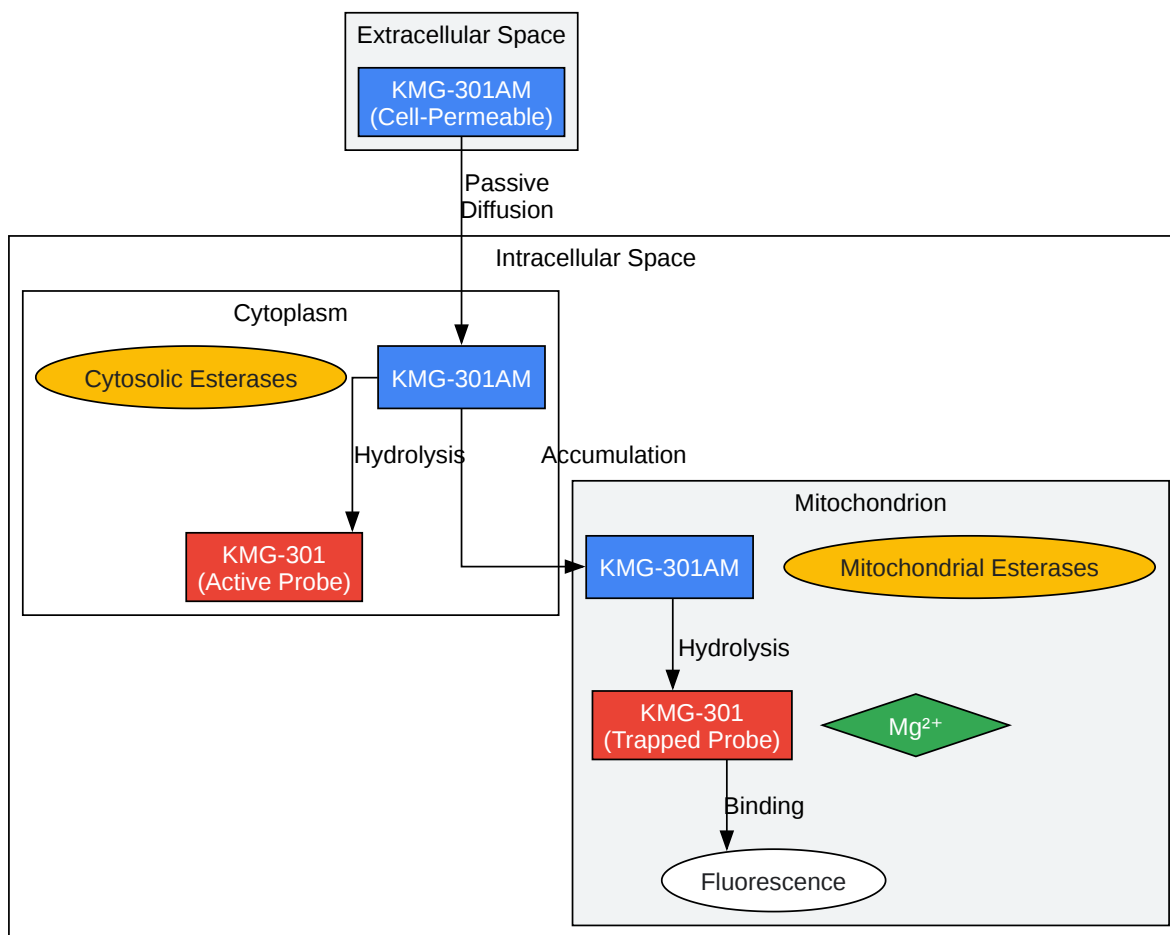 Extracellular Space
KMG-301AM
(Cell-Permeable)
Passive
Diffusion
Intracellular Space
Cytoplasm
Cytosolic Esterases
KMG-301AM
Hydrolysis
Accumulation
KMG-301
(Active Probe)
Mitochondrion
KMG-301AM
Mitochondrial Esterases
Hydrolysis
KMG-301
(Trapped Probe)
Mg²⁺
Binding
Fluorescence